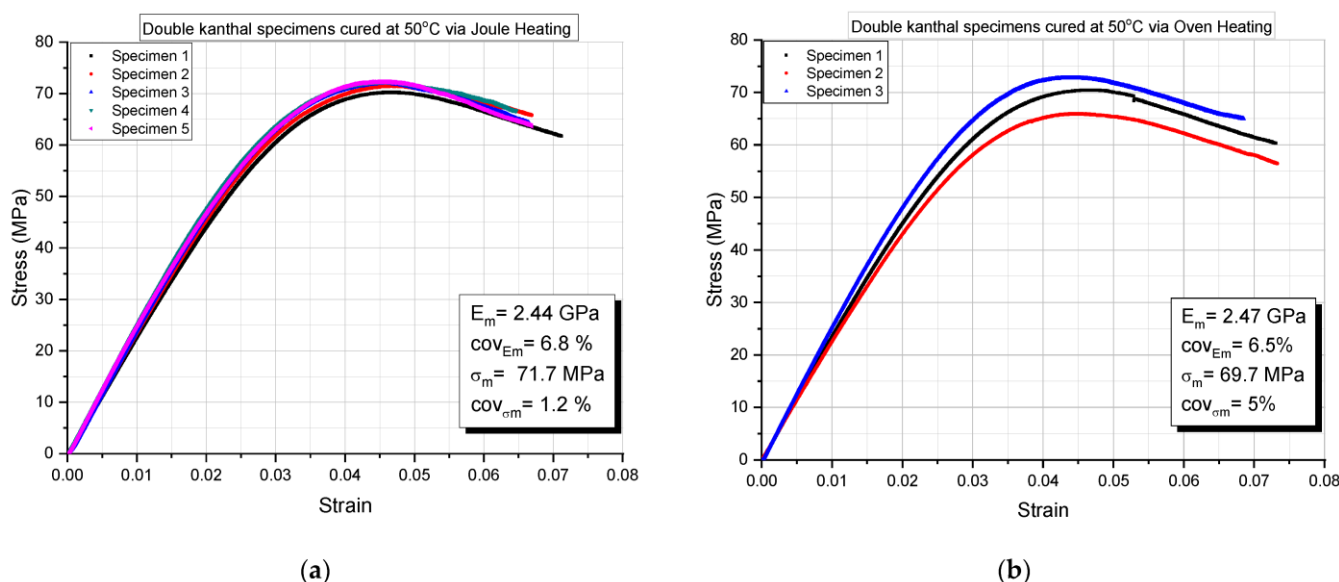 Double kanthal specimens cured at 50°C via Joule Heating
80
70
60
50
40
30
20
10
0
Stress (MPa)
Specimen 1
Specimen 2
Specimen 3
Specimen 4
Specimen 5
Em= 2.44 GPa
covEm= 6.8 %
σm= 71.7 MPa
covσm= 1.2 %
0.00 0.01 0.02 0.03 0.04 0.05 0.06 0.07 0.08
Strain
(a)
Double kanthal specimens cured at 50°C via Oven Heating
80
70
60
50
40
30
20
10
0
Stress (MPa)
Specimen 1
Specimen 2
Specimen 3
Em= 2.47 GPa
covEm= 6.5%
σm= 69.7 MPa
covσm= 5%
0.00 0.01 0.02 0.03 0.04 0.05 0.06 0.07 0.08
Strain
(b)